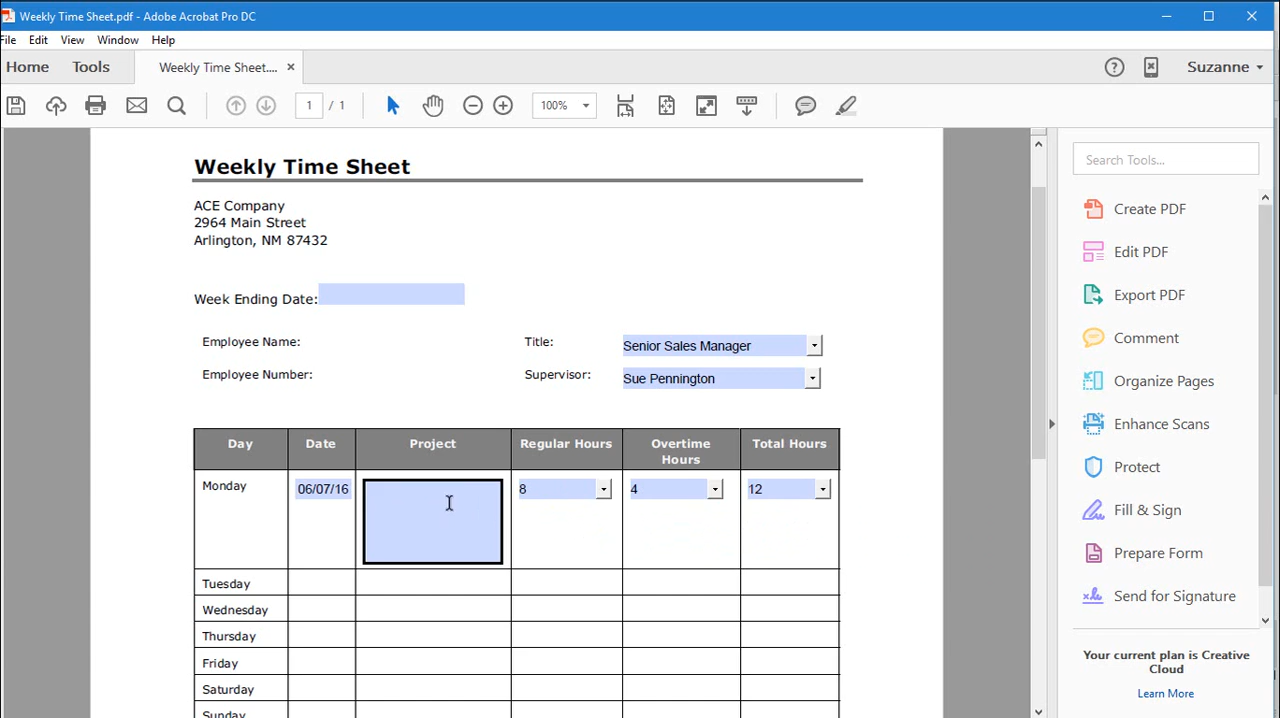 Weekly Time Sheet.pdf - Adobe Acrobat Pro DC
File Edit View Window Help
Home Tools Weekly Time Sheet.... × Suzanne
1 / 1 100%
Weekly Time Sheet
ACE Company
2964 Main Street
Arlington, NM 87432
Week Ending Date:
Employee Name: Title: Senior Sales Manager
Employee Number: Supervisor: Sue Pennington
Day Date Project Regular Hours Overtime Hours Total Hours
Monday 06/07/16 8 4 12
Tuesday
Wednesday
Thursday
Friday
Saturday
Sunday
Search Tools...
Create PDF
Edit PDF
Export PDF
Comment
Organize Pages
Enhance Scans
Protect
Fill & Sign
Prepare Form
Send for Signature
Your current plan is Creative
Cloud
Learn More